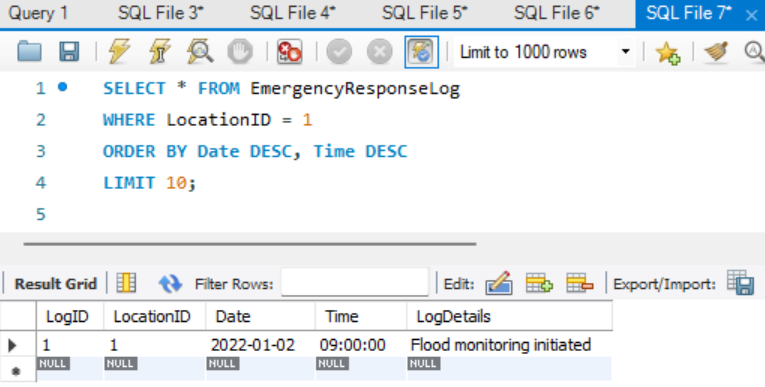 Query 1 SQL File 3* SQL File 4* SQL File 5* SQL File 6* SQL File 7*
Limit to 1000 rows
1 SELECT * FROM EmergencyResponseLog
2 WHERE LocationID = 1
3 ORDER BY Date DESC, Time DESC
4 LIMIT 10;
5
Result Grid Filter Rows: Edit: Export/Import:
LogID LocationID Date Time LogDetails
1 1 2022-01-02 09:00:00 Flood monitoring initiated
NULL NULL NULL NULL NULL